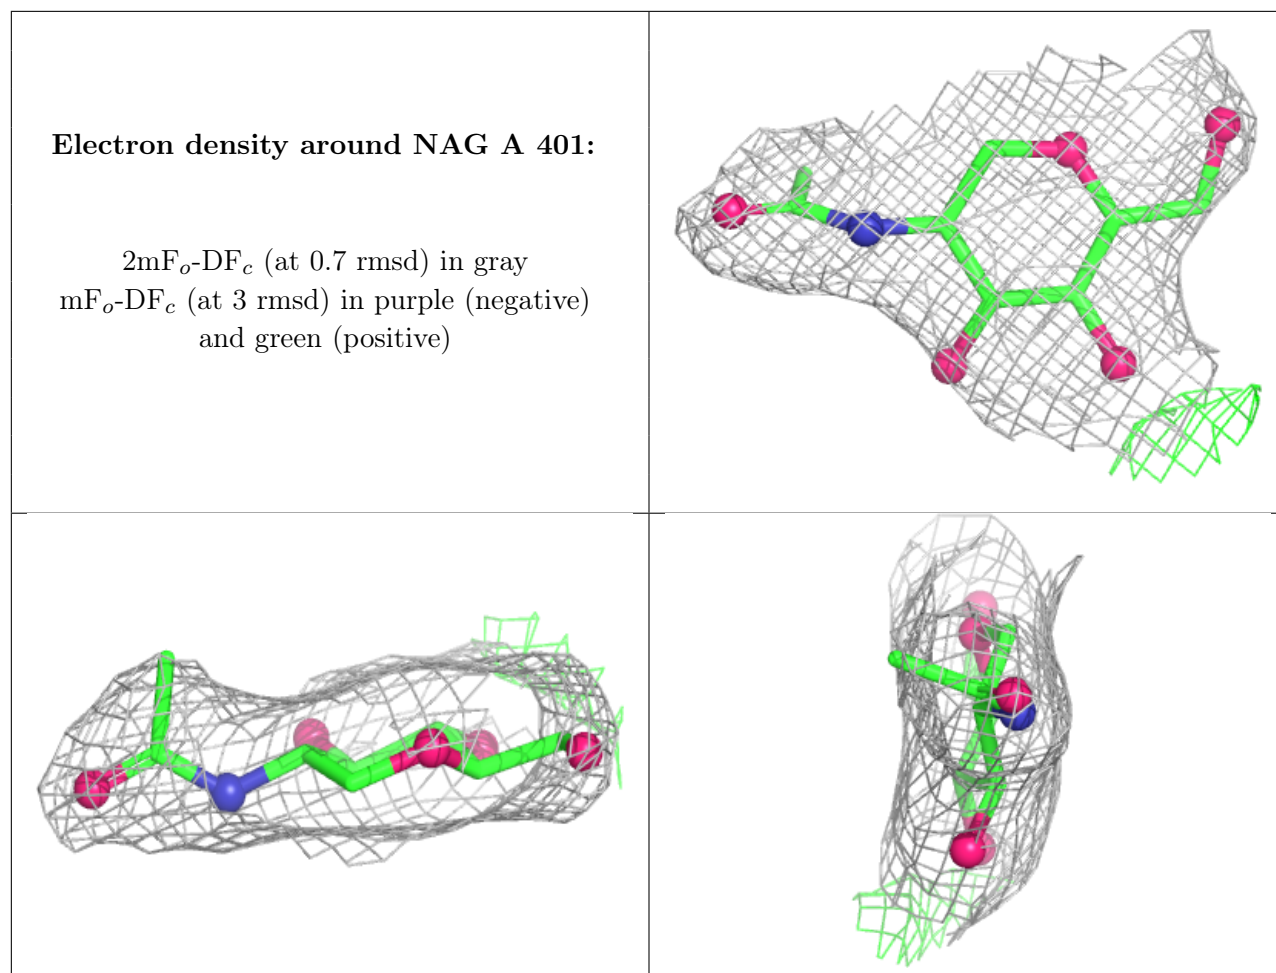 Electron density around NAG A 401:
2mFo-DFc (at 0.7 rmsd) in gray
mFo-DFc (at 3 rmsd) in purple (negative)
and green (positive)